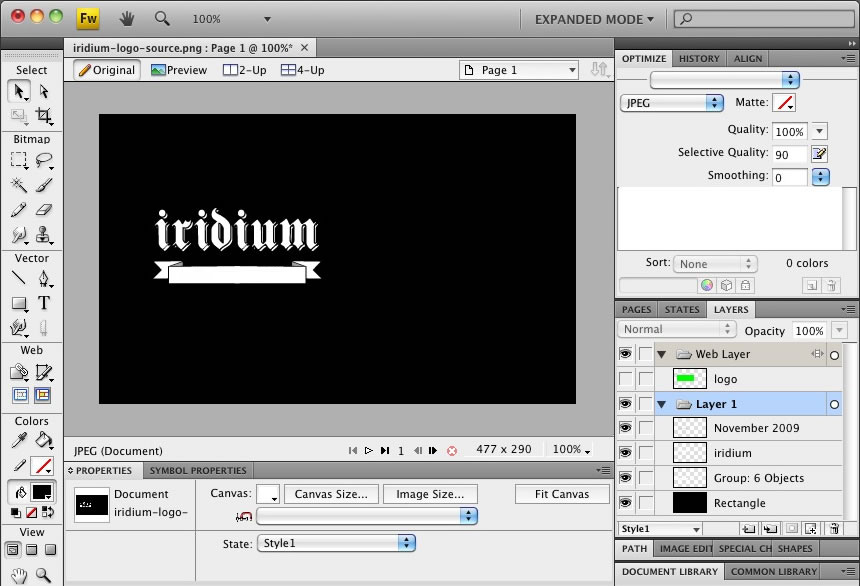 Fw 100% EXPANDED MODE
iridium-logo-source.png : Page 1 @ 100%*
Select
Original Preview 2-Up 4-Up Page 1
Bitmap
Vector
T
Web
Colors
View
iridium
JPEG (Document) 1 477 x 290 100%
PROPERTIES SYMBOL PROPERTIES
Document
iridium-logo-
Canvas: Canvas Size... Image Size... Fit Canvas
State: Style1
OPTIMIZE HISTORY ALIGN
JPEG Matte:
Quality: 100%
Selective Quality: 90
Smoothing: 0
Sort: None 0 colors
PAGES STATES LAYERS
Normal Opacity 100%
Web Layer
logo
Layer 1
November 2009
iridium
Group: 6 Objects
Rectangle
Style1
PATH IMAGE EDIT SPECIAL CH SHAPES
DOCUMENT LIBRARY COMMON LIBRARY